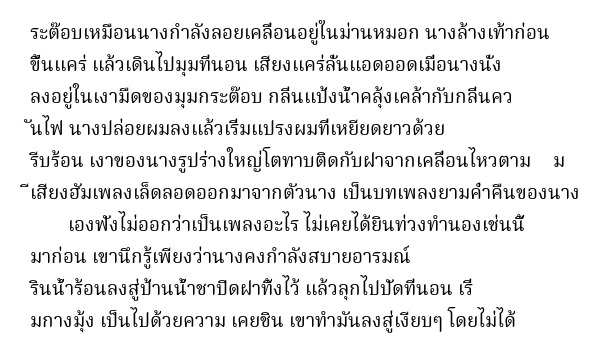 ระต๊อบเหมือนนางกำลังลอยเคลื่อนอยู่ในม่านหมอก นางล้างเท้าก่อน
ขึ้นแคร่ แล้วเดินไปมุมที่นอน เสียงแคร่ลั่นแอดออดเมื่อนางนั่ง
ลงอยู่ในเงามืดของมุมกระต๊อบ กลิ่นแป้งน้ำคลุ้งเคล้ากับกลิ่นคว
ันไฟ นางปล่อยผมลงแล้วเริ่มแปรงผมที่เหยียดยาวด้วย
รีบร้อน เงาของนางรูปร่างใหญ่โตทาบติดกับฝาจากเคลื่อนไหวตาม ม
ีเสียงฮัมเพลงเล็ดลอดออกมาจากตัวนาง เป็นบทเพลงยามค่ำคืนของนาง
เองฟังไม่ออกว่าเป็นเพลงอะไร ไม่เคยได้ยินท่วงทำนองเช่นนี้
มาก่อน เขานึกรู้เพียงว่านางคงกำลังสบายอารมณ์
รินน้ำร้อนลงสู่ป้านน้ำชาปิดฝาทิ้งไว้ แล้วลุกไปปัดที่นอน เริ่
มกางมุ้ง เป็นไปด้วยความ เคยชิน เขาทำมันลงสู่เงียบๆ โดยไม่ได้